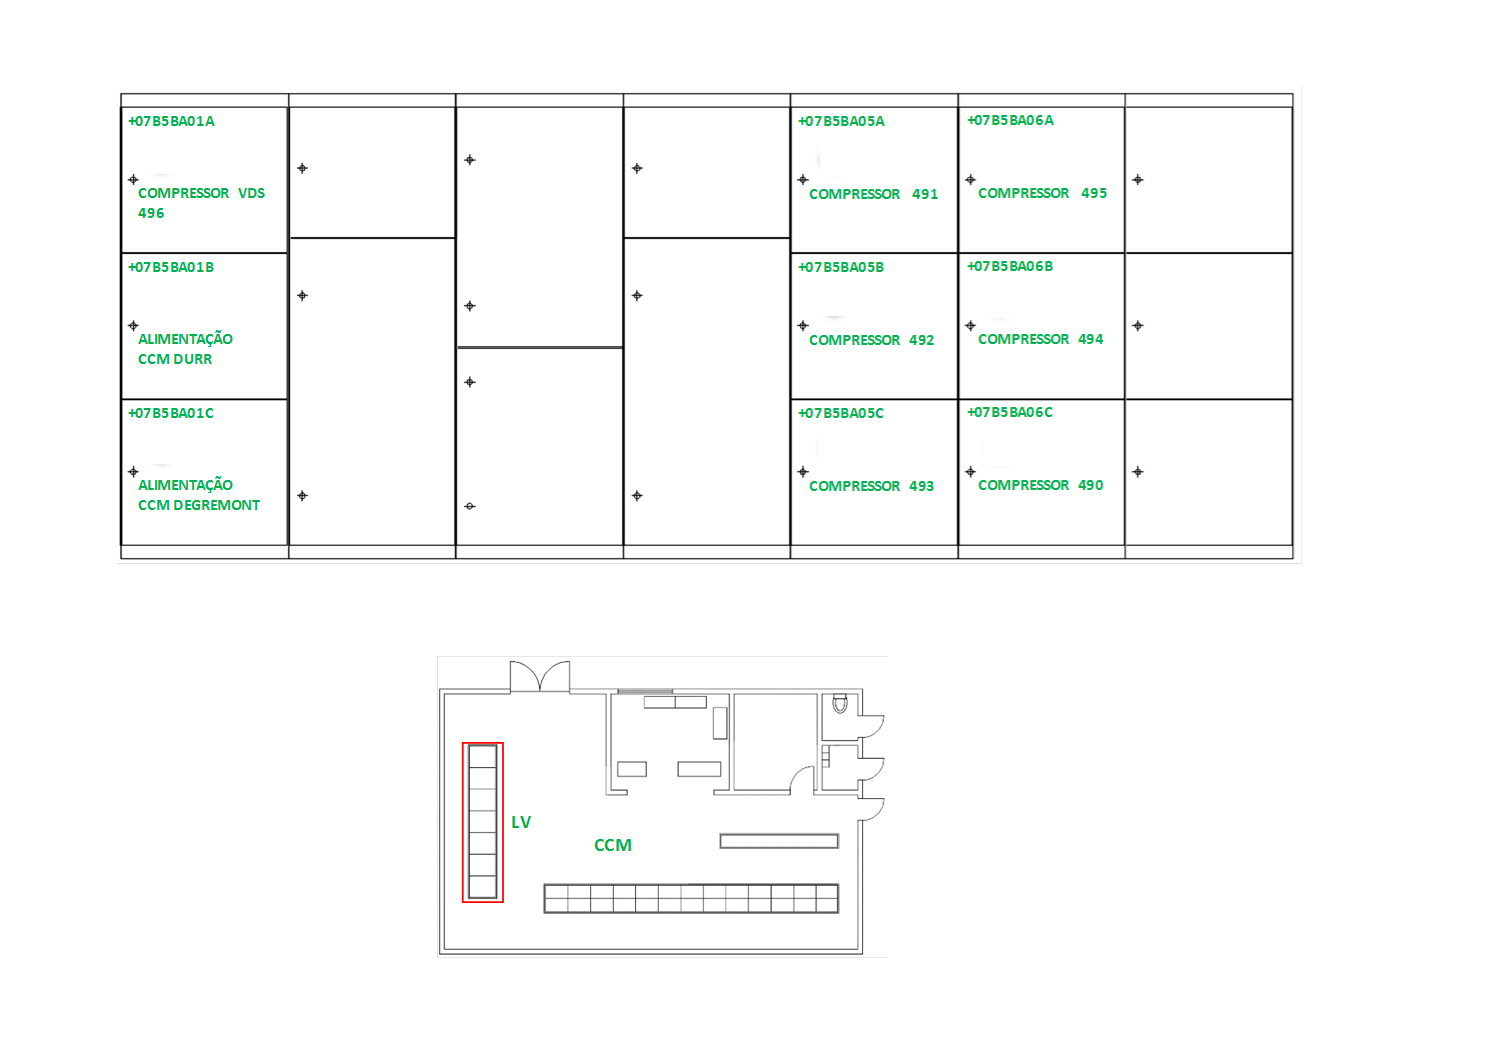 +07B5BA01A
COMPRESSOR VDS
496
+07B5BA01B
ALIMENTAÇÃO
CCM DURR
+07B5BA01C
ALIMENTAÇÃO
CCM DEGREMONT
+07B5BA05A
COMPRESSOR 491
+07B5BA05B
COMPRESSOR 492
+07B5BA05C
COMPRESSOR 493
+07B5BA06A
COMPRESSOR 495
+07B5BA06B
COMPRESSOR 494
+07B5BA06C
COMPRESSOR 490
LV
CCM